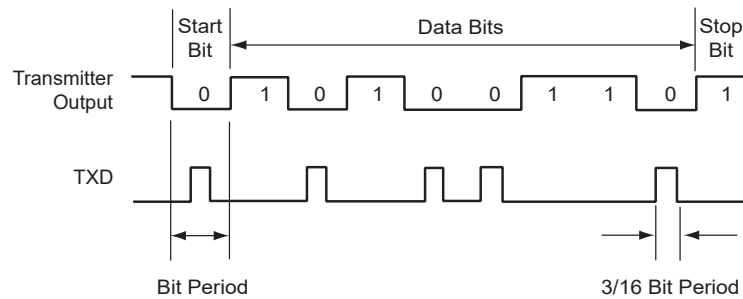 Start
Bit
Data Bits
Stop
Bit
Transmitter
Output
0 1 0 1 0 0 1 1 0 1
TXD
Bit Period
3/16 Bit Period